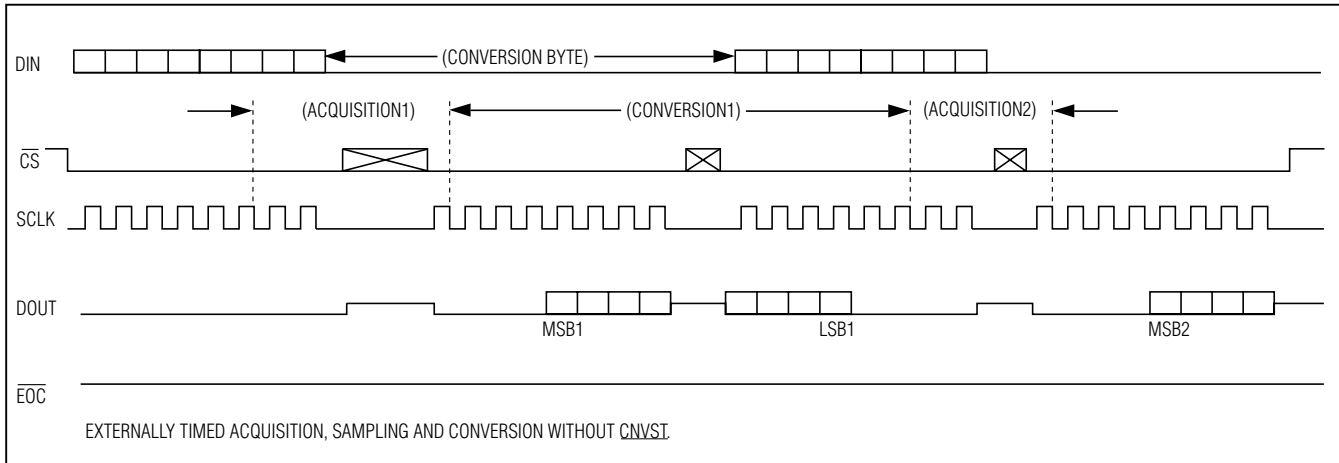 DIN
(CONVERSION BYTE)
(ACQUISITION1)
(CONVERSION1)
(ACQUISITION2)
CS
SCLK
DOUT
MSB1
LSB1
MSB2
EOC
EXTERNALLY TIMED ACQUISITION, SAMPLING AND CONVERSION WITHOUT CNVST.